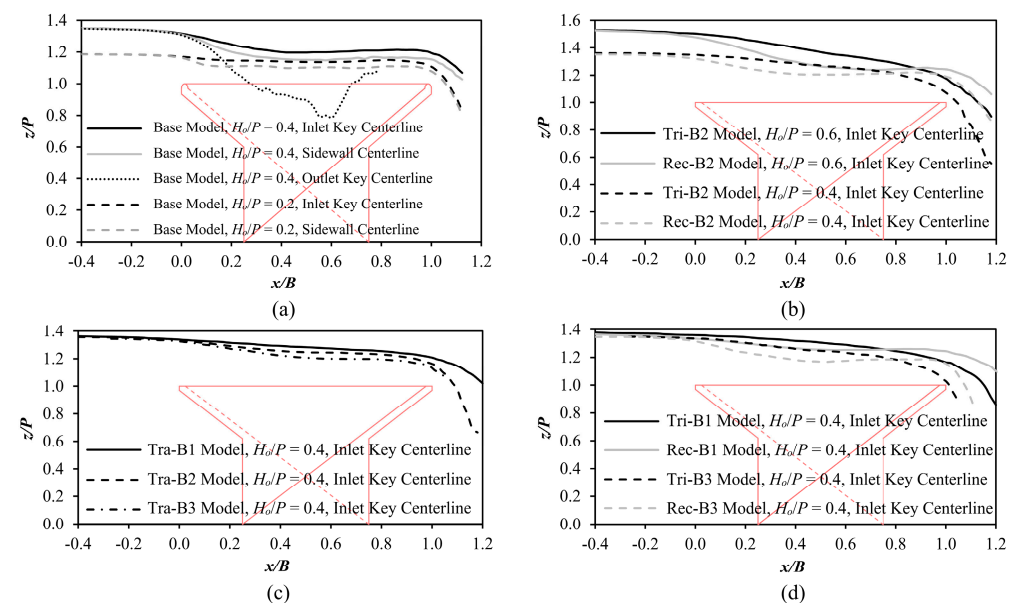 1.4
1.2
1.0
0.8
0.6
0.4
0.2
0.0
z/P
Base Model, Ho/P − 0.4, Inlet Key Centerline
Base Model, Ho/P = 0.4, Sidewall Centerline
Base Model, Ho/P = 0.4, Outlet Key Centerline
Base Model, Ho/P = 0.2, Inlet Key Centerline
Base Model, Ho/P = 0.2, Sidewall Centerline
-0.4 -0.2 0.0 0.2 0.4 0.6 0.8 1.0 1.2
x/B
(a)
1.6
1.4
1.2
1.0
0.8
0.6
0.4
1.6
0.2
0.0
z/P
Tri-B2 Model, Ho/P = 0.6, Inlet Key Centerline
Rec-B2 Model, Ho/P = 0.6, Inlet Key Centerline
Tri-B2 Model, Ho/P = 0.4, Inlet Key Centerline
Rec-B2 Model, Ho/P = 0.4, Inlet Key Centerline
-0.4 -0.2 0.0 0.2 0.4 0.6 0.8 1.0 1.2
x/B
(b)
1.4
1.2
1.0
0.8
0.6
0.4
0.2
0.0
z/P
Tra-B1 Model, Ho/P = 0.4, Inlet Key Centerline
Tra-B2 Model, Ho/P = 0.4, Inlet Key Centerline
Tra-B3 Model, Ho/P = 0.4, Inlet Key Centerline
-0.4 -0.2 0.0 0.2 0.4 0.6 0.8 1.0 1.2
x/B
(c)
1.4
1.2
1.0
0.8
0.6
0.4
0.2
0.0
z/P
Tri-B1 Model, Ho/P = 0.4, Inlet Key Centerline
Rec-B1 Model, Ho/P = 0.4, Inlet Key Centerline
Tri-B3 Model, Ho/P = 0.4, Inlet Key Centerline
Rec-B3 Model, Ho/P = 0.4, Inlet Key Centerline
-0.4 -0.2 0.0 0.2 0.4 0.6 0.8 1.0 1.2
x/B
(d)